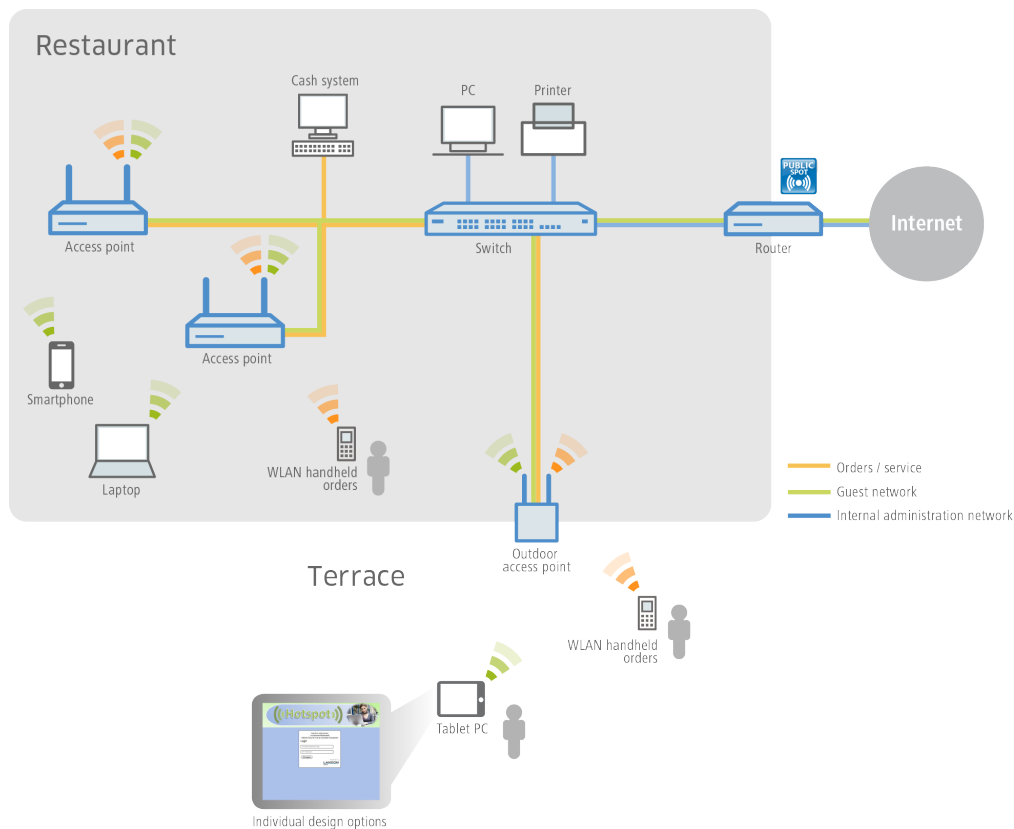 Restaurant
Cash system
PC
Printer
PUBLIC
SPOT
Access point
Switch
Router
Internet
Access point
Smartphone
Laptop
WLAN handheld
orders
Orders / service
Guest network
Internal administration network
Outdoor
access point
Terrace
WLAN handheld
orders
Tablet PC
Hotspot
LANCOM
Individual design options